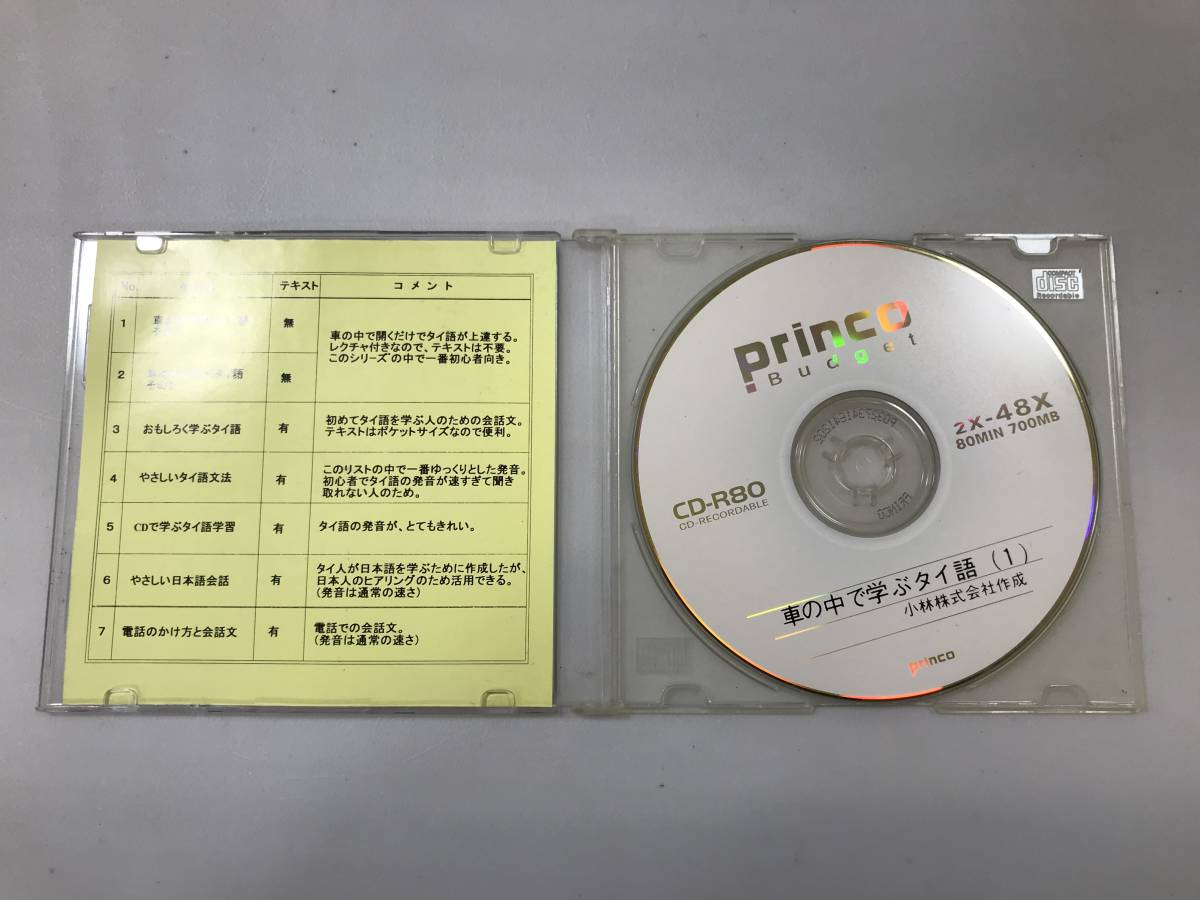 No. テキスト コメント
1 無 車の中で開くだけでタイ語が上達する。
レクチャ付きなので、テキストは不要。
このシリーズの中で一番初心者向き。
2 タイ語 無
3 おもしろく学ぶタイ語 有 初めてタイ語を学ぶ人のための会話文。
テキストはポケットサイズなので便利。
4 やさしいタイ語文法 有 このリストの中で一番ゆっくりとした発音。
初心者でタイ語の発音が速すぎて聞き
取れない人のため。
5 CDで学ぶタイ語学習 有 タイ語の発音が、とてもきれい。
6 やさしい日本語会話 有 タイ人が日本語を学ぶために作成したが、
日本人のヒアリングのため活用できる。
(発音は通常の速さ)
7 電話のかけ方と会話文 有 電話での会話文。
(発音は通常の速さ)
COMPACT
disc
Recordable
princo
Budget
2X-48X
80MIN 700MB
CD-R80
CD-RECORDABLE
PRINCO
車の中で学ぶタイ語(1)
小林株式会社作成
princo